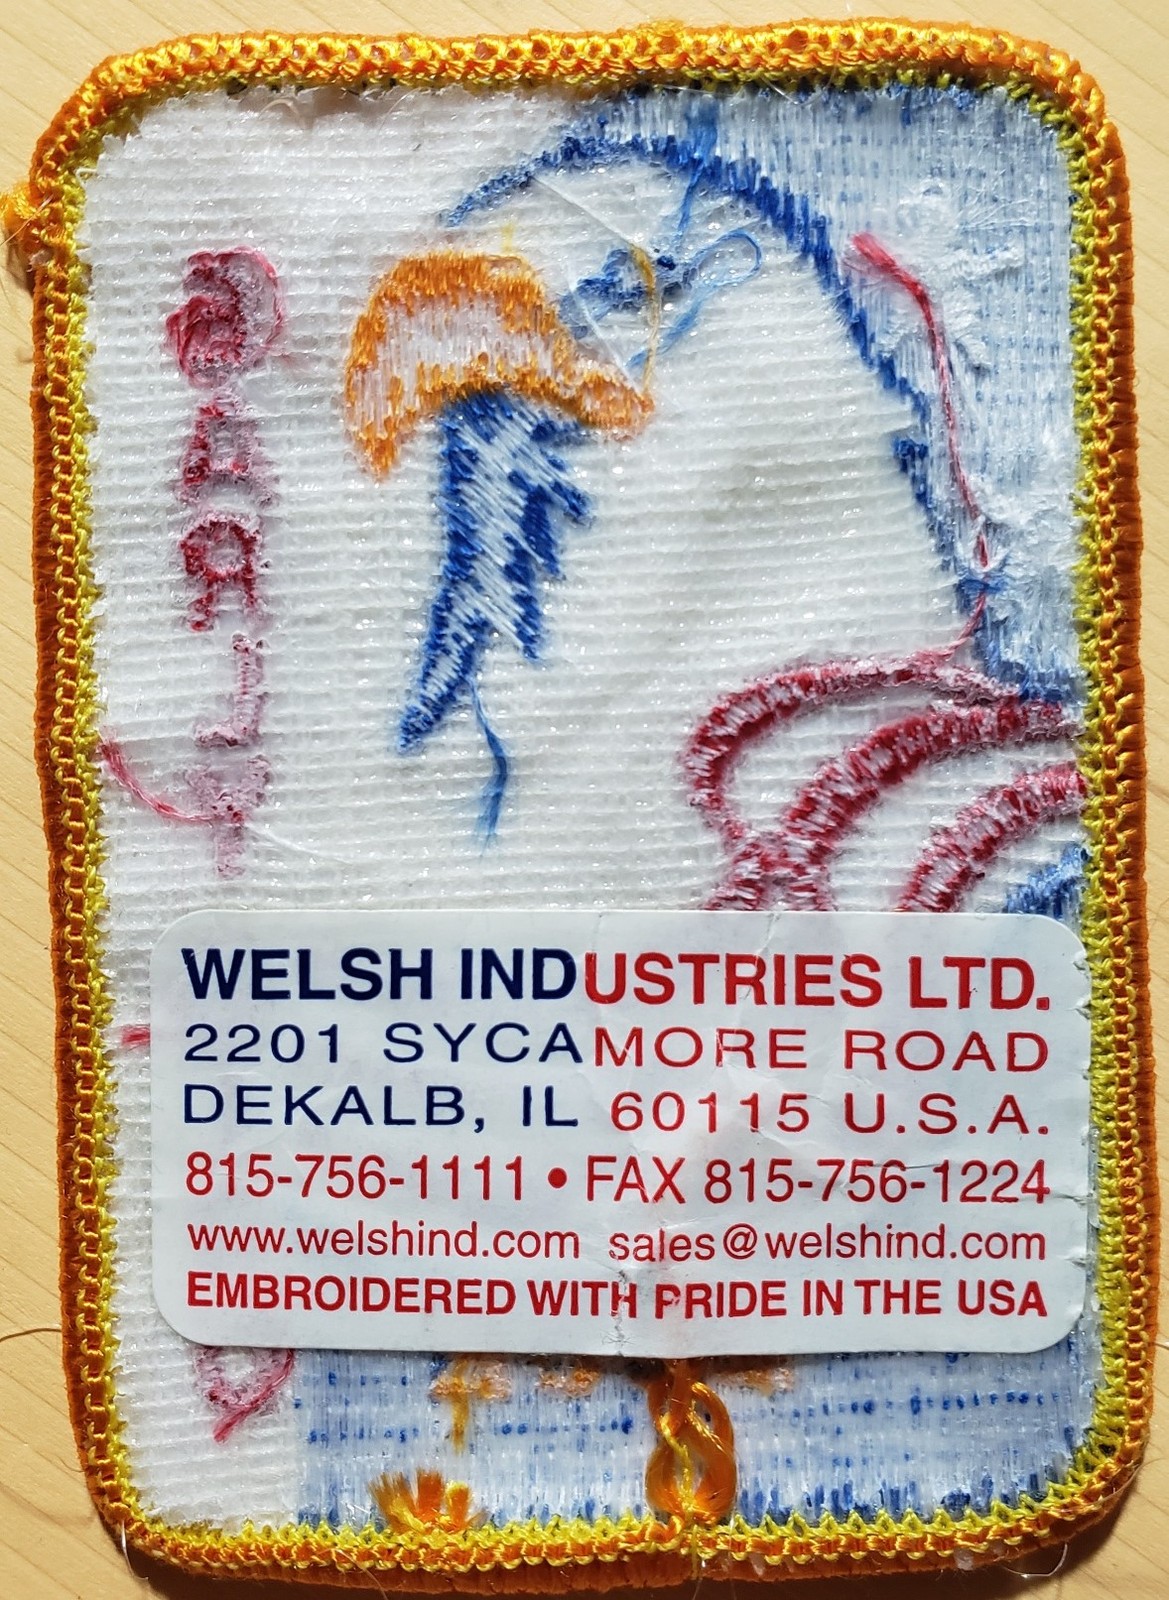 WELSH INDUSTRIES LTD.
2201 SYCAMORE ROAD
DEKALB, IL 60115 U.S.A.
815-756-1111 • FAX 815-756-1224
www.welshind.com sales@welshind.com
EMBROIDERED WITH PRIDE IN THE USA